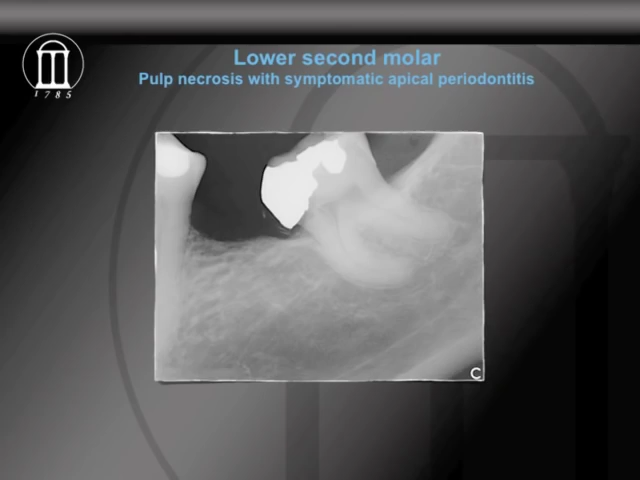 Lower second molar
Pulp necrosis with symptomatic apical periodontitis
1785
C